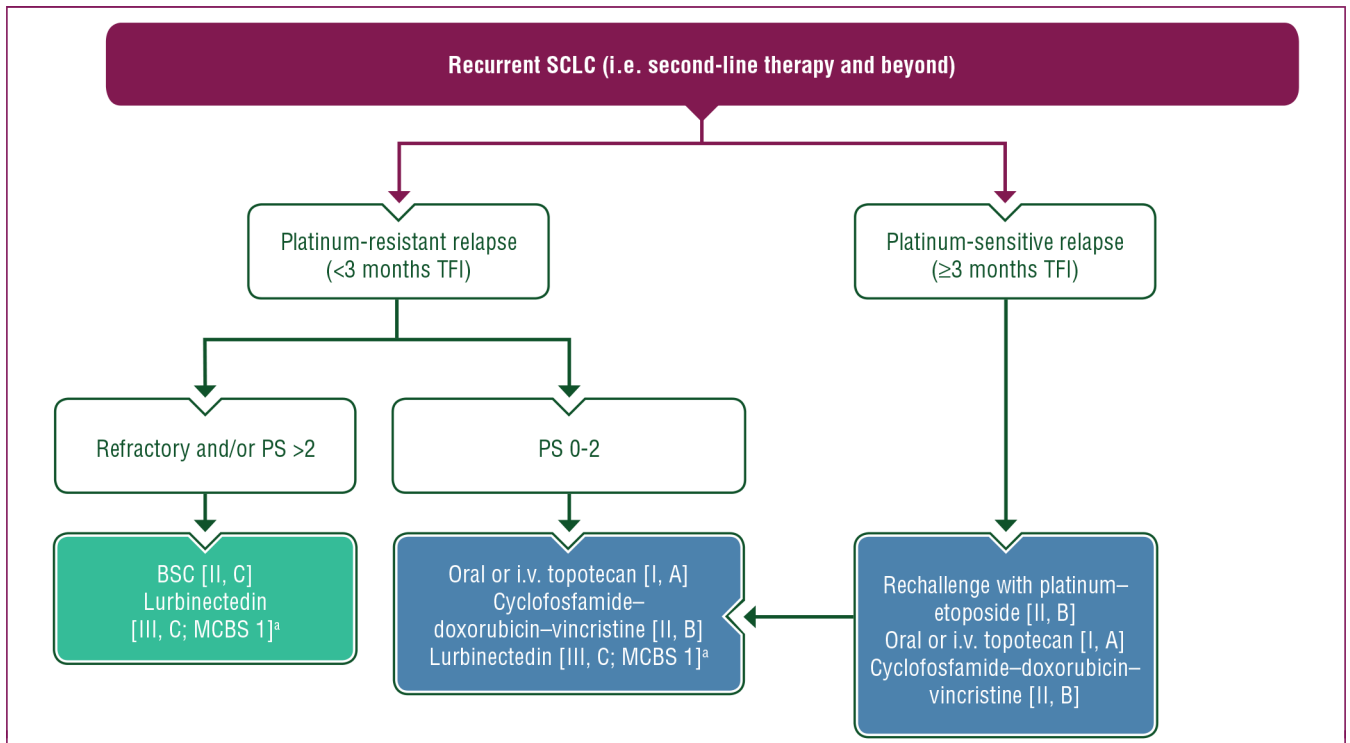 Recurrent SCLC (i.e. second-line therapy and beyond)
Platinum-resistant relapse
(<3 months TFI)
Platinum-sensitive relapse
(≥3 months TFI)
Refractory and/or PS >2
PS 0-2
BSC [II, C]
Lurbinectedin
[III, C; MCBS 1]ᵃ
Oral or i.v. topotecan [I, A]
Cyclofosfamide–
doxorubicin–vincristine [II, B]
Lurbinectedin [III, C; MCBS 1]ᵃ
Rechallenge with platinum–
etoposide [II, B]
Oral or i.v. topotecan [I, A]
Cyclofosfamide–doxorubicin–
vincristine [II, B]